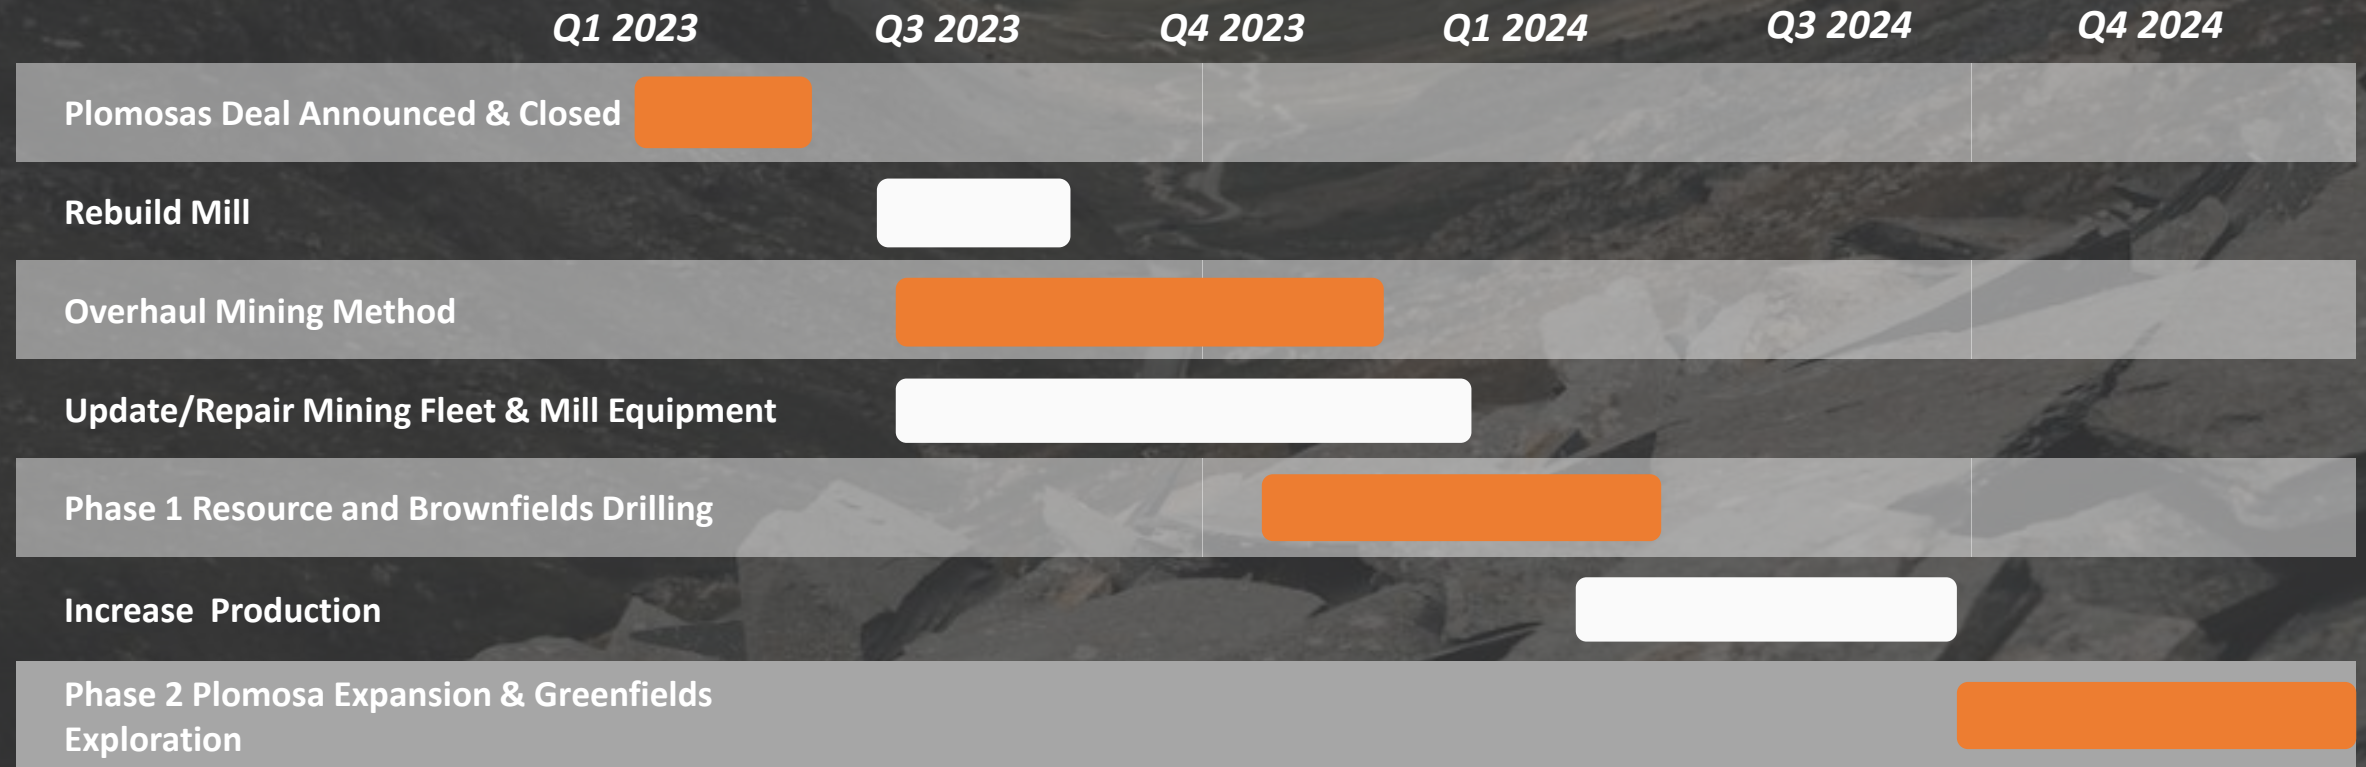 Q1 2023 Q3 2023 Q4 2023 Q1 2024 Q3 2024 Q4 2024
Plomosas Deal Announced & Closed
Rebuild Mill
Overhaul Mining Method
Update/Repair Mining Fleet & Mill Equipment
Phase 1 Resource and Brownfields Drilling
Increase  Production
Phase 2 Plomosa Expansion & Greenfields
Exploration